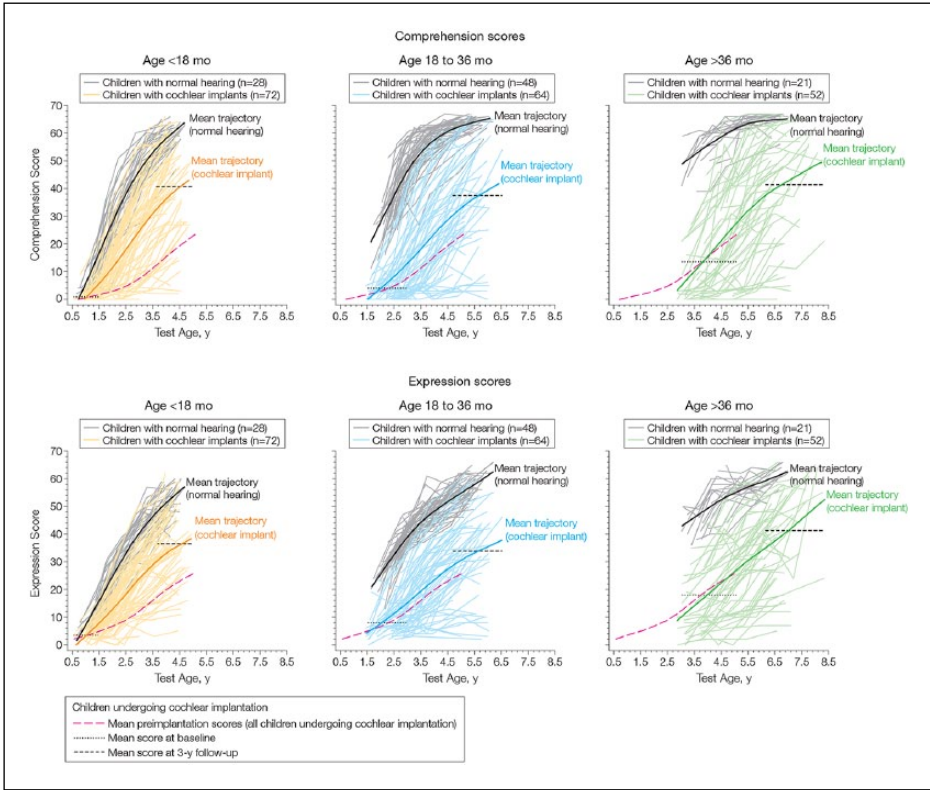 Comprehension scores
Age <18 mo
Age 18 to 36 mo
Age >36 mo
Children with normal hearing (n=28)
Children with cochlear implants (n=72)
Children with normal hearing (n=48)
Children with cochlear implants (n=64)
Children with normal hearing (n=21)
Children with cochlear implants (n=52)
Comprehension Score
70
60
50
40
30
20
10
0
Mean trajectory
(normal hearing)
Mean trajectory
(cochlear implant)
Mean trajectory
(normal hearing)
Mean trajectory
(cochlear implant)
Mean trajectory
(normal hearing)
Mean trajectory
(cochlear implant)
0.5 1.5 2.5 3.5 4.5 5.5 6.5 7.5 8.5
0.5 1.5 2.5 3.5 4.5 5.5 6.5 7.5 8.5
0.5 1.5 2.5 3.5 4.5 5.5 6.5 7.5 8.5
Test Age, y
Test Age, y
Test Age, y
Expression scores
Age <18 mo
Age 18 to 36 mo
Age >36 mo
Children with normal hearing (n=28)
Children with cochlear implants (n=72)
Children with normal hearing (n=48)
Children with cochlear implants (n=64)
Children with normal hearing (n=21)
Children with cochlear implants (n=52)
Expression Score
70
60
50
40
30
20
10
0
Mean trajectory
(normal hearing)
Mean trajectory
(cochlear implant)
Mean trajectory
(normal hearing)
Mean trajectory
(cochlear implant)
Mean trajectory
(normal hearing)
Mean trajectory
(cochlear implant)
0.5 1.5 2.5 3.5 4.5 5.5 6.5 7.5 8.5
0.5 1.5 2.5 3.5 4.5 5.5 6.5 7.5 8.5
0.5 1.5 2.5 3.5 4.5 5.5 6.5 7.5 8.5
Test Age, y
Test Age, y
Test Age, y
Children undergoing cochlear implantation
Mean preimplantation scores (all children undergoing cochlear implantation)
Mean score at baseline
Mean score at 3-y follow-up